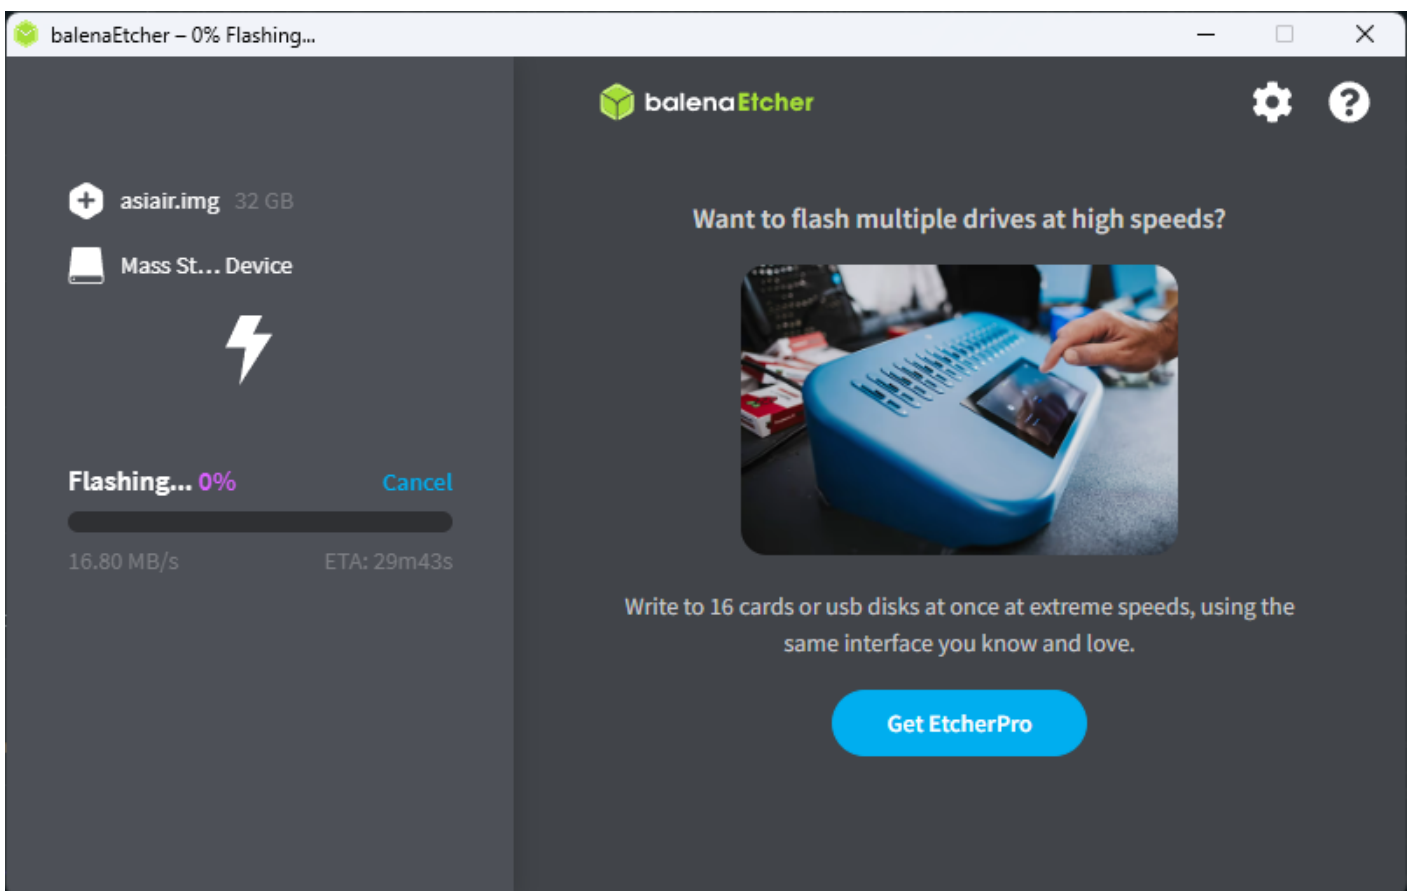 balenaEtcher – 0% Flashing...
balenaEtcher
asiair.img 32 GB
Mass St... Device
Flashing... 0% Cancel
16.80 MB/s ETA: 29m43s
Want to flash multiple drives at high speeds?
Write to 16 cards or usb disks at once at extreme speeds, using the
same interface you know and love.
Get EtcherPro